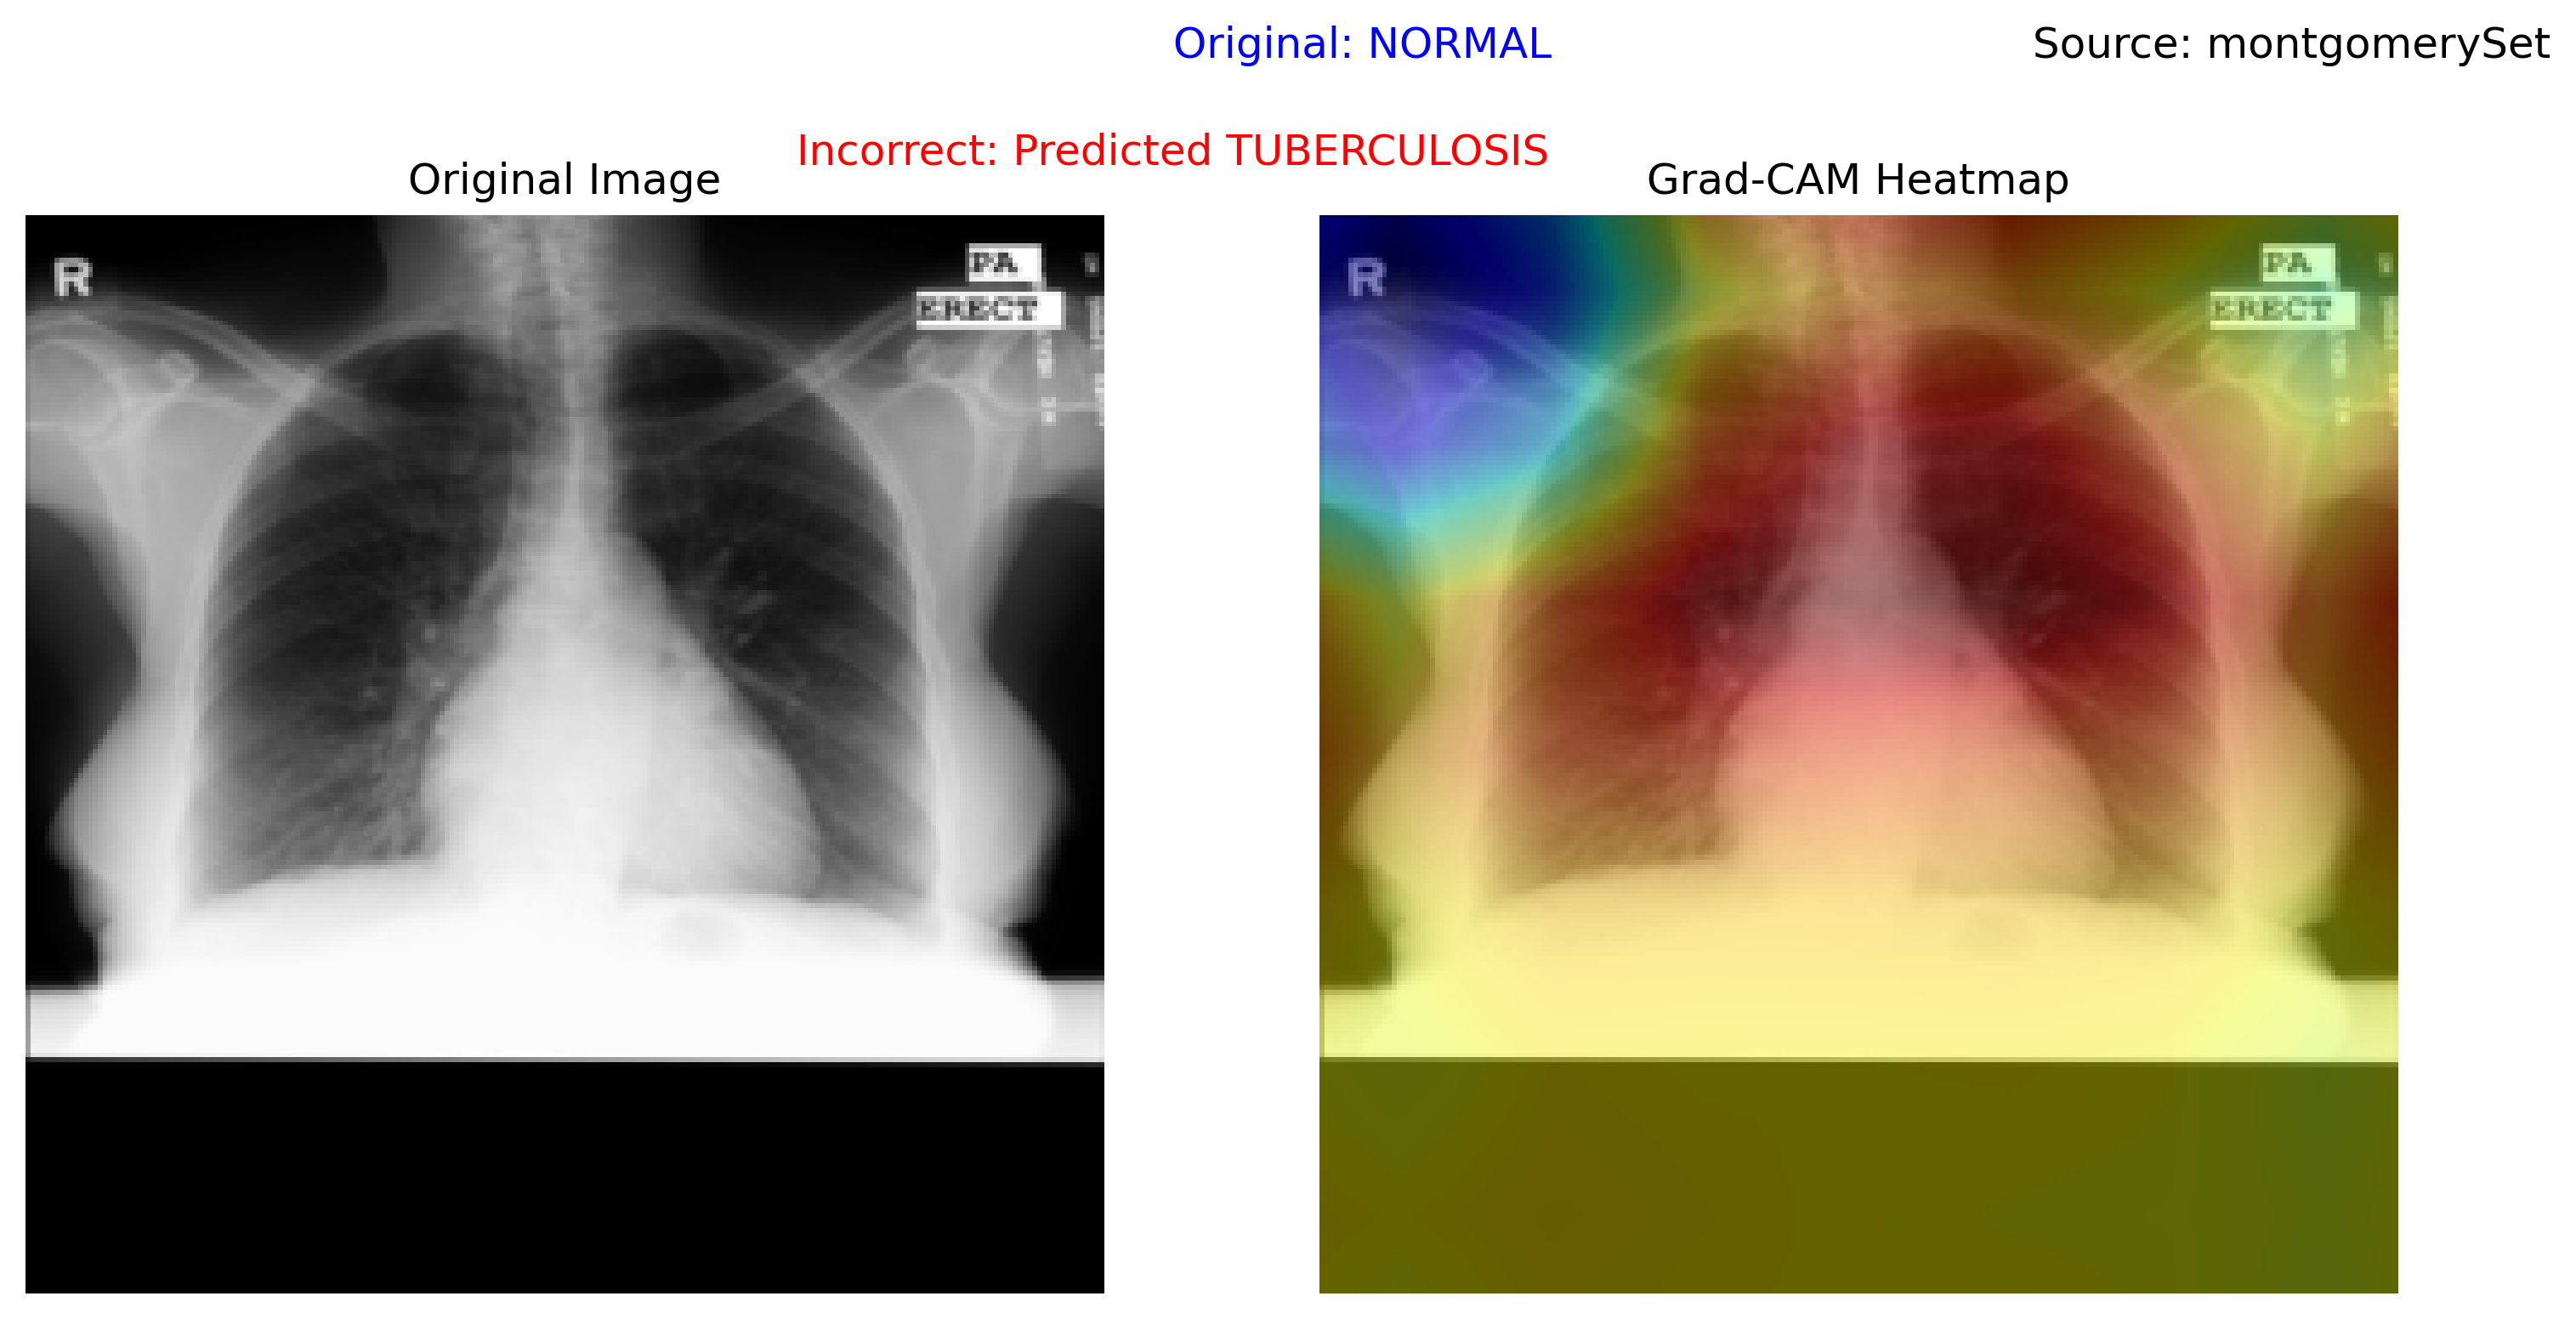 Original: NORMAL
Source: montgomerySet
Incorrect: Predicted TUBERCULOSIS
Original Image
Grad-CAM Heatmap
R
PA
ERECT
R
PA
ERECT